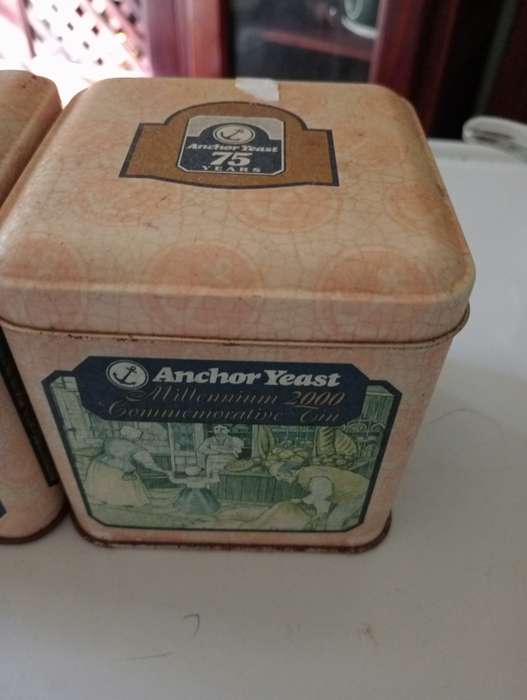 Anchor Yeast
75
YEARS
Anchor Yeast
Millennium 2000
Commemorative Tin